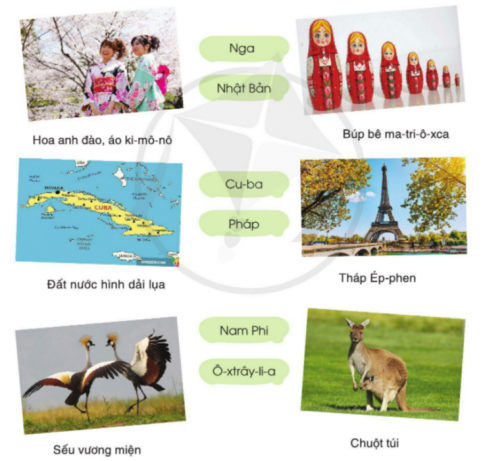 Nga
Nhật Bản
Hoa anh đào, áo ki-mô-nô
Búp bê ma-tri-ô-xca
CUBA
Cu-ba
Pháp
Đất nước hình dải lụa
Tháp Ép-phen
Nam Phi
Ô-xtrây-li-a
Sếu vương miện
Chuột túi